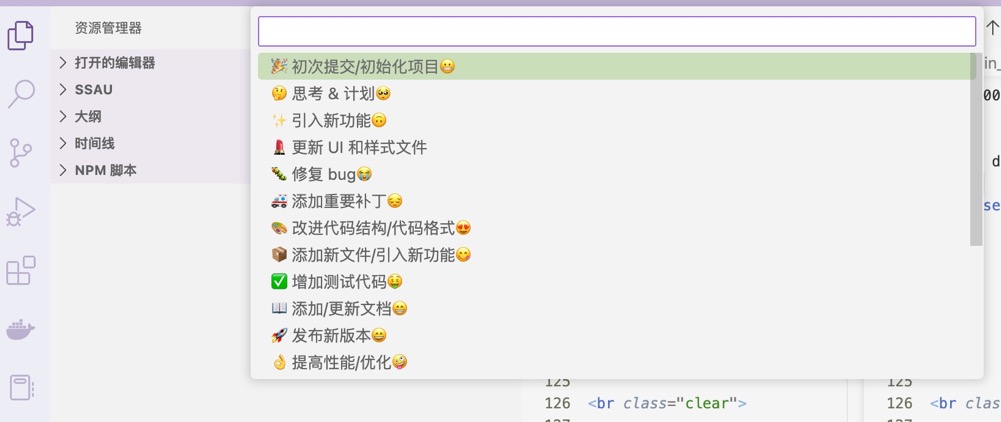 资源管理器
打开的编辑器
SSAU
大纲
时间线
NPM 脚本
🎉 初次提交/初始化项目😀
🤔 思考 & 计划🥺
✨ 引入新功能🙃
💄 更新 UI 和样式文件
🐛 修复 bug😭
🚑 添加重要补丁😔
🎨 改进代码结构/代码格式😍
📦 添加新文件/引入新功能😋
✅ 增加测试代码🤑
📖 添加/更新文档😁
🚀 发布新版本😄
👌 提高性能/优化🤪
in_
00
d
se
125
125
126 <br class="clear">
126 <br clas